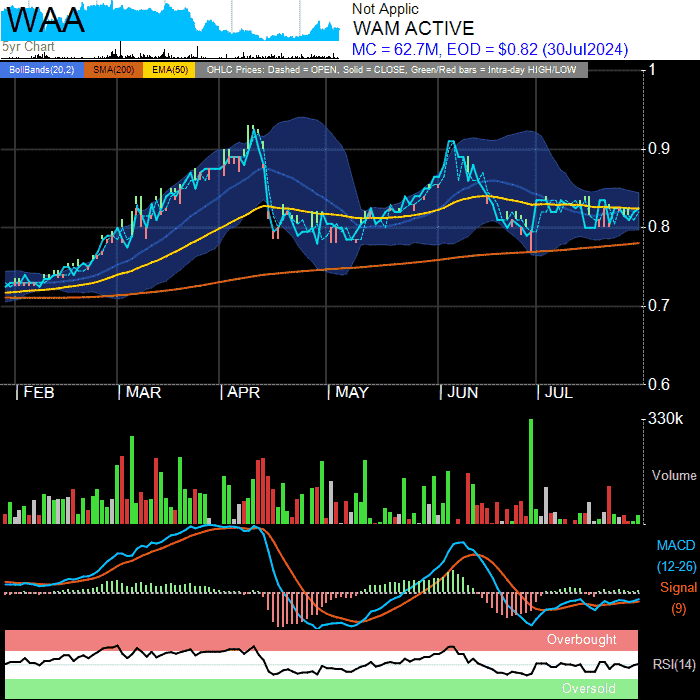 WAA
5yr Chart
Not Applic
WAM ACTIVE
MC = 62.7M, EOD = $0.82 (30Jul2024)
BollBands(20,2) SMA(200) EMA(50) OHLC Prices: Dashed = OPEN, Solid = CLOSE, Green/Red bars = Intra-day HIGH/LOW
1
0.9
0.8
0.7
0.6
| FEB | MAR | APR | MAY | JUN | JUL
330k
Volume
MACD
(12-26)
Signal
(9)
Overbought
RSI(14)
Oversold